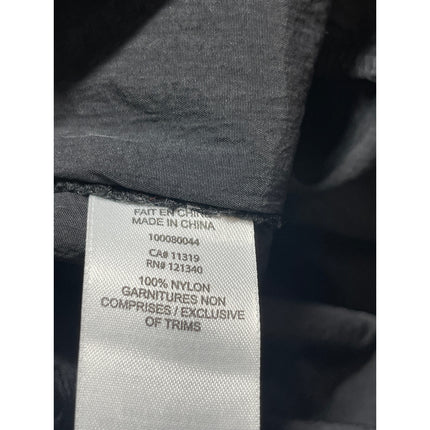 FAIT EN CHINE
MADE IN CHINA
100080044
CA# 11319
RN# 121340
100% NYLON
GARNITURES NON
COMPRISES / EXCLUSIVE
OF TRIMS